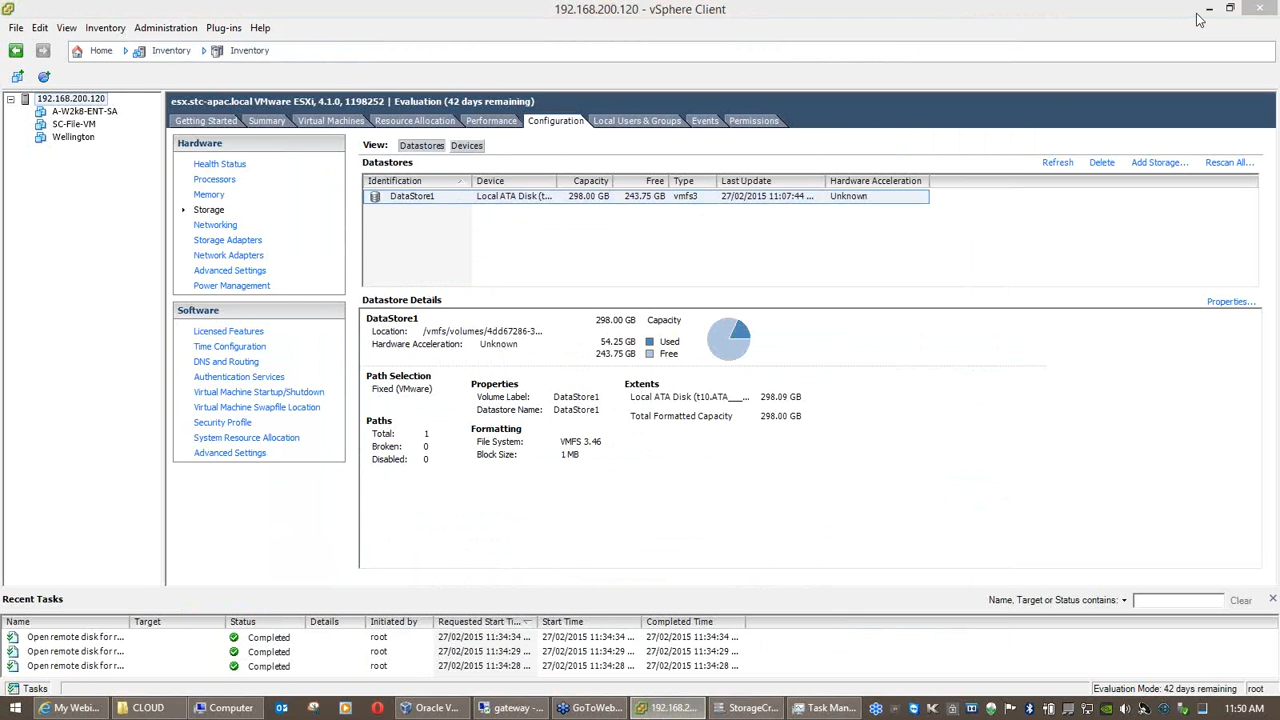 192.168.200.120 - vSphere Client
File Edit View Inventory Administration Plug-ins Help
Home Inventory Inventory
192.168.200.120
A-W2k8-ENT-SA
SC-File-VM
Wellington
esx.stc-apac.local VMware ESXi, 4.1.0, 1198252 | Evaluation (42 days remaining)
Getting Started Summary Virtual Machines Resource Allocation Performance Configuration Local Users & Groups Events Permissions
Hardware
Health Status
Processors
Memory
Storage
Networking
Storage Adapters
Network Adapters
Advanced Settings
Power Management
Software
Licensed Features
Time Configuration
DNS and Routing
Authentication Services
Virtual Machine Startup/Shutdown
Virtual Machine Swapfile Location
Security Profile
System Resource Allocation
Advanced Settings
View: Datastores Devices
Datastores
Refresh Delete Add Storage... Rescan All...
Identification Device Capacity Free Type Last Update Hardware Acceleration
DataStore1 Local ATA Disk (t... 298.00 GB 243.75 GB vmfs3 27/02/2015 11:07:44 ... Unknown
Datastore Details
Properties...
DataStore1 298.00 GB Capacity
Location: /vmfs/volumes/4dd67286-3...
Hardware Acceleration: Unknown
54.25 GB Used
243.75 GB Free
Path Selection
Fixed (VMware)
Paths
Total: 1
Broken: 0
Disabled: 0
Properties
Volume Label: DataStore1
Datastore Name: DataStore1
Formatting
File System: VMFS 3.46
Block Size: 1 MB
Extents
Local ATA Disk (t10.ATA___... 298.09 GB
Total Formatted Capacity 298.00 GB
Recent Tasks
Name, Target or Status contains: Clear
Name Target Status Details Initiated by Requested Start Ti... Start Time Completed Time
Open remote disk for r... Completed root 27/02/2015 11:34:34 ... 27/02/2015 11:34:34 ... 27/02/2015 11:34:34 ...
Open remote disk for r... Completed root 27/02/2015 11:34:29 ... 27/02/2015 11:34:29 ... 27/02/2015 11:34:29 ...
Open remote disk for r... Completed root 27/02/2015 11:34:28 ... 27/02/2015 11:34:28 ... 27/02/2015 11:34:28 ...
Tasks Evaluation Mode: 42 days remaining root
My Webi... CLOUD Computer Oracle V... gateway -... GoToWeb... 192.168.2... StorageCr... Task Man... 11:50 AM